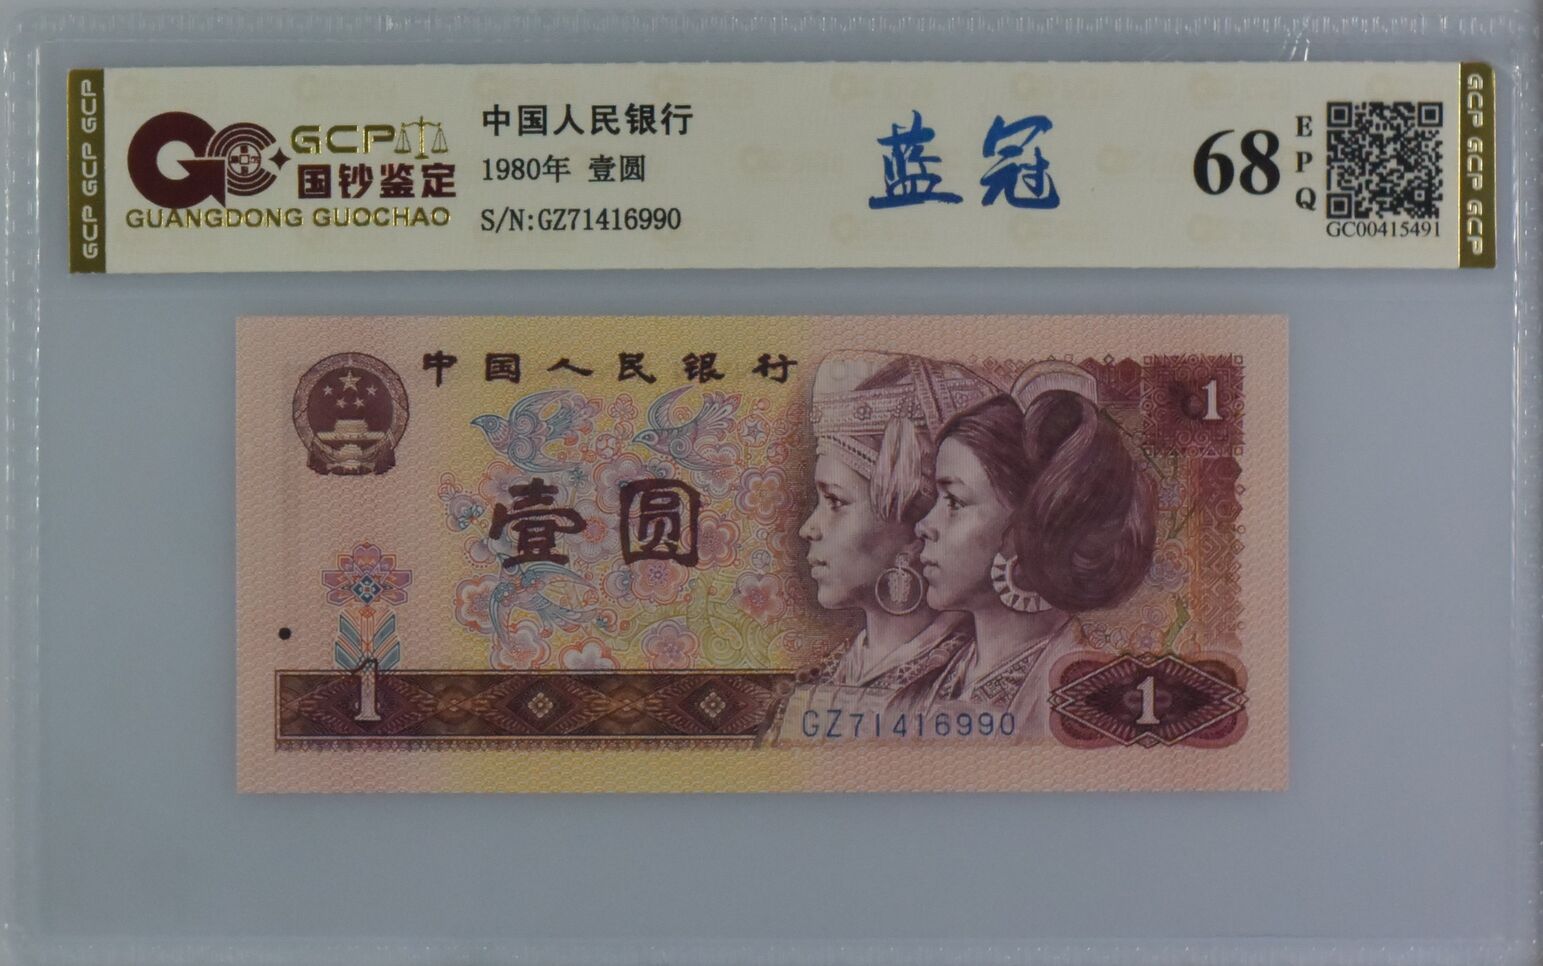 GCP GCP GCP
GCP
国钞鉴定
GUANGDONG GUOCHAO
中国人民银行
1980年 壹圆
S/N:GZ71416990
蓝冠
68
EPQ
GC00415491
GCP GCP GCP
中国人民银行
1
壹圆
1
GZ71416990
1